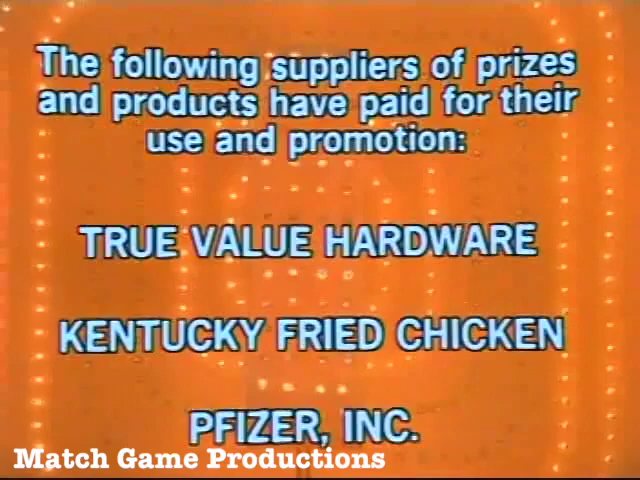 The following suppliers of prizes
and products have paid for their
use and promotion:
TRUE VALUE HARDWARE
KENTUCKY FRIED CHICKEN
PFIZER, INC.
Match Game Productions